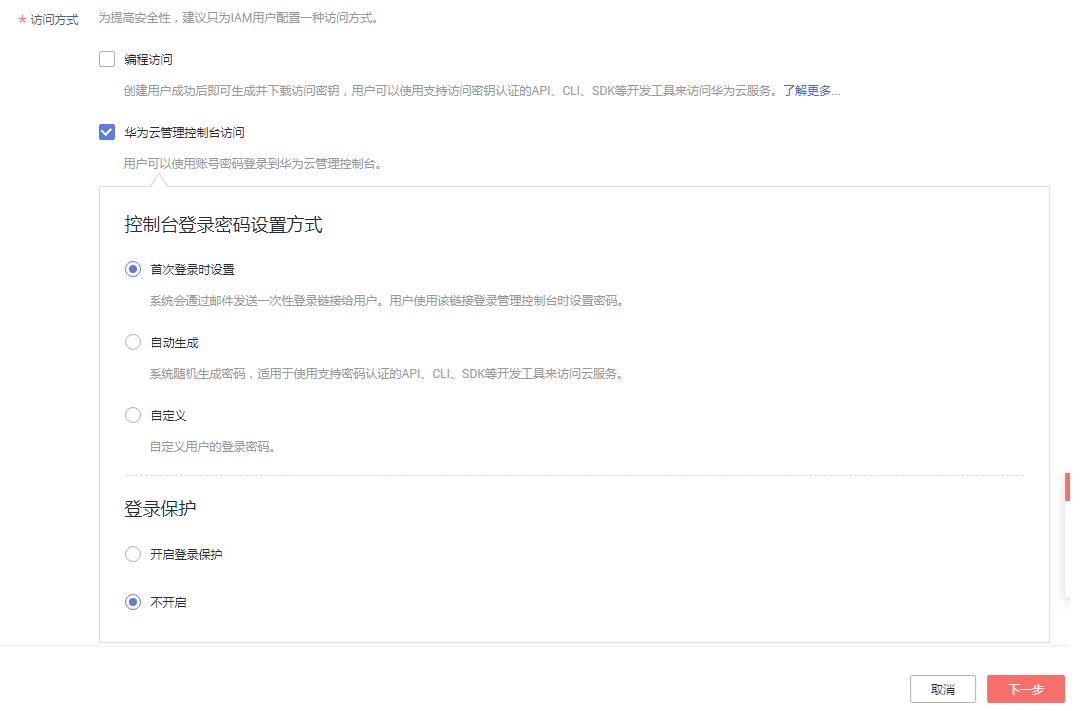 * 访问方式 为提高安全性，建议只为IAM用户配置一种访问方式。
编程访问
创建用户成功后即可生成并下载访问密钥，用户可以使用支持访问密钥认证的API、CLI、SDK等开发工具来访问华为云服务。了解更多...
华为云管理控制台访问
用户可以使用账号密码登录到华为云管理控制台。
控制台登录密码设置方式
首次登录时设置
系统会通过邮件发送一次性登录链接给用户。用户使用该链接登录管理控制台时设置密码。
自动生成
系统随机生成密码，适用于使用支持密码认证的API、CLI、SDK等开发工具来访问云服务。
自定义
自定义用户的登录密码。
登录保护
开启登录保护
不开启
取消 下一步